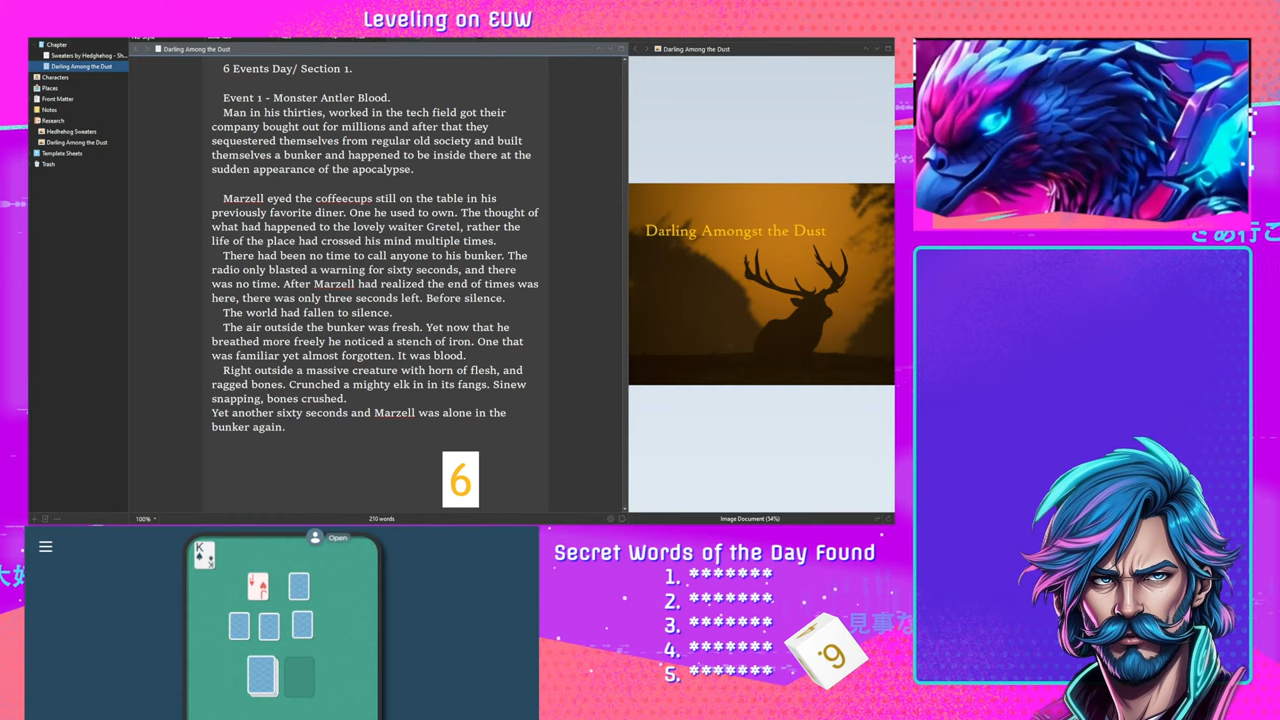 Leveling on EUW
Chapter
Sweaters by Hedghehog - Sh...
Darling Among the Dust
Characters
Places
Front Matter
Notes
Research
Hedhehog Sweaters
Darling Among the Dust
Template Sheets
Trash
Darling Among the Dust
6 Events Day/ Section 1.
Event 1 - Monster Antler Blood.
Man in his thirties, worked in the tech field got their
company bought out for millions and after that they
sequestered themselves from regular old society and built
themselves a bunker and happened to be inside there at the
sudden appearance of the apocalypse.
Marzell eyed the coffeecups still on the table in his
previously favorite diner. One he used to own. The thought of
what had happened to the lovely waiter Gretel, rather the
life of the place had crossed his mind multiple times.
There had been no time to call anyone to his bunker. The
radio only blasted a warning for sixty seconds, and there
was no time. After Marzell had realized the end of times was
here, there was only three seconds left. Before silence.
The world had fallen to silence.
The air outside the bunker was fresh. Yet now that he
breathed more freely he noticed a stench of iron. One that
was familiar yet almost forgotten. It was blood.
Right outside a massive creature with horn of flesh, and
ragged bones. Crunched a mighty elk in in its fangs. Sinew
snapping, bones crushed.
Yet another sixty seconds and Marzell was alone in the
bunker again.
6
100%
210 words
Darling Among the Dust
Darling Amongst the Dust
Image Document (54%)
Open
K
Secret Words of the Day Found
1. *******
2. *******
3. *******
4. *******
5. *******
9.
見事な